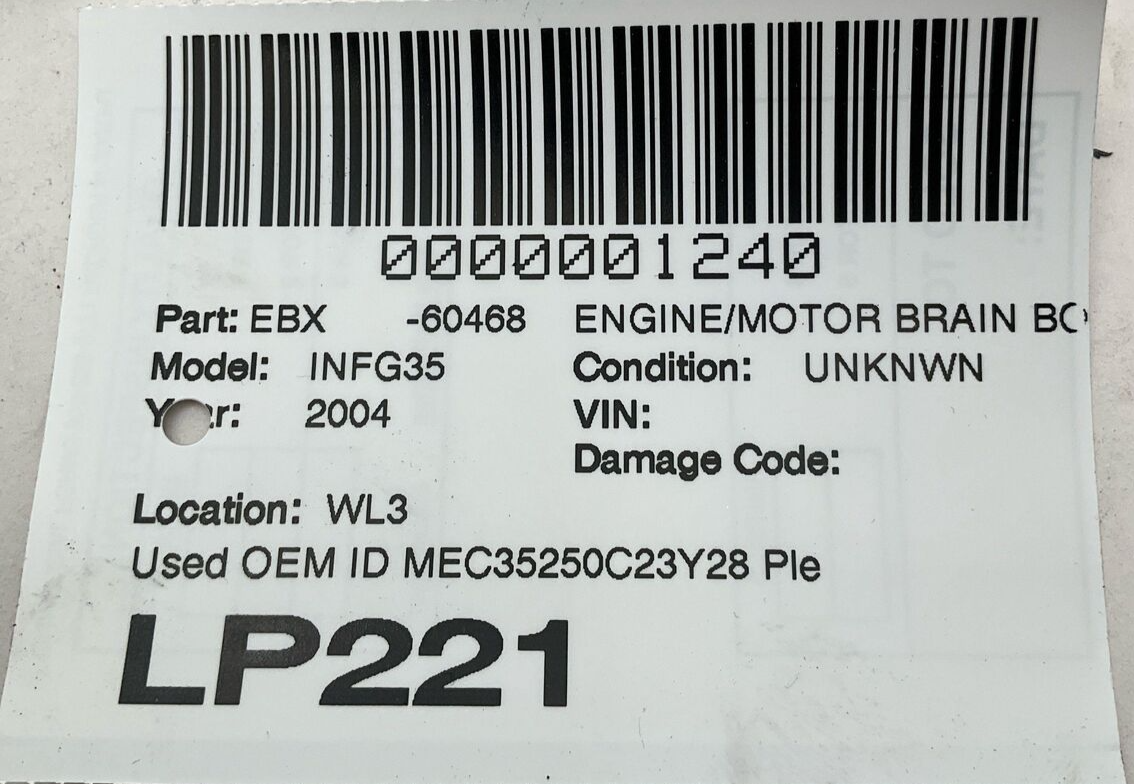 0000001240
Part: EBX -60468 ENGINE/MOTOR BRAIN
Model: INFG35 Condition: UNKNWN
2004 VIN:
Damage Code:
Location: WL3
Used OEM ID MEC35250C23Y28 Ple
LP221